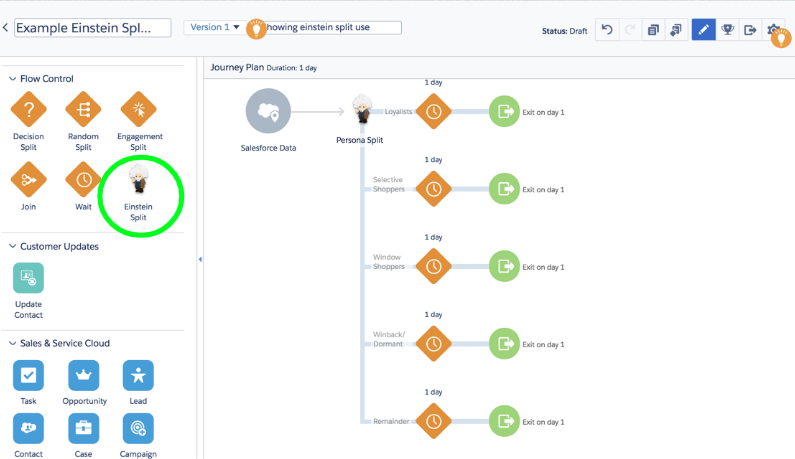 Example Einstein Spl...
Version 1
howing einstein split use
Status: Draft
Flow Control
Decision
Split
Random
Split
Engagement
Split
Join
Wait
Einstein
Split
Customer Updates
Update
Contact
Sales & Service Cloud
Task
Opportunity
Lead
Contact
Case
Campaign
Journey Plan Duration: 1 day
Salesforce Data
Persona Split
Loyalists
1 day
Exit on day 1
Selective
Shoppers
1 day
Exit on day 1
Window
Shoppers
1 day
Exit on day 1
Winback/
Dormant
1 day
Exit on day 1
Remainder
1 day
Exit on day 1